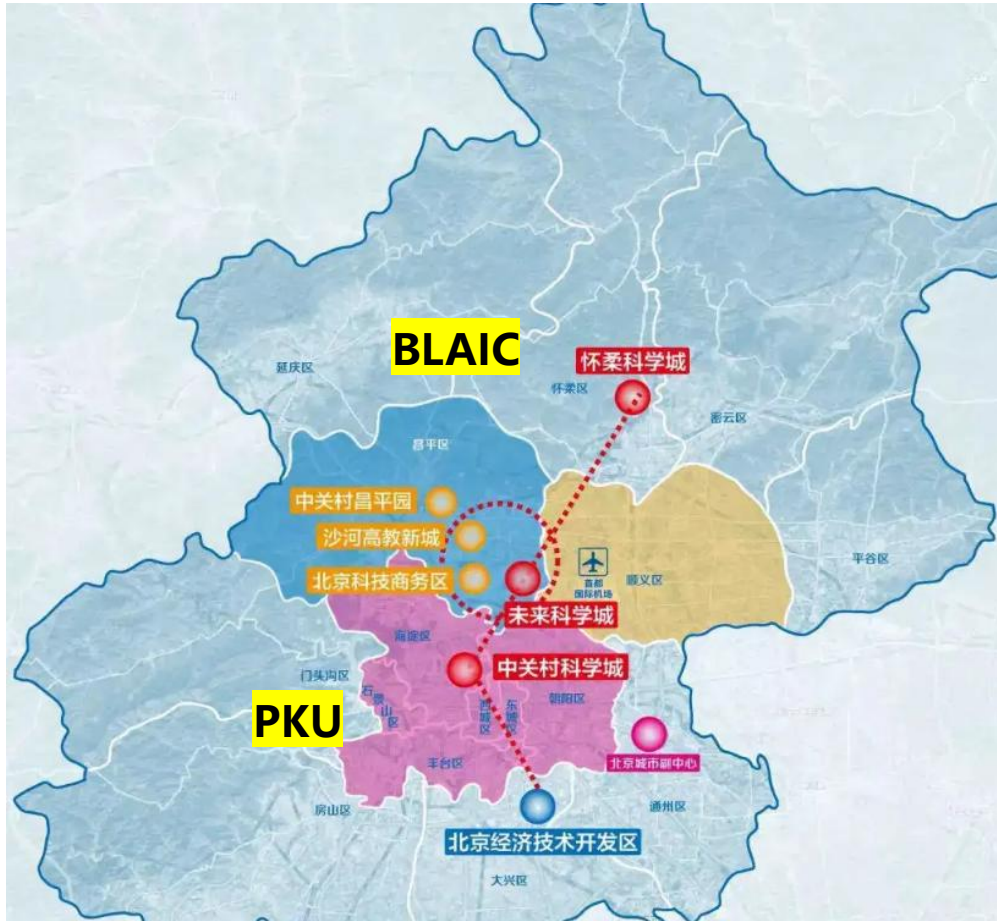 BLAIC
怀柔科学城
延庆区
怀柔区
密云区
昌平区
中关村昌平园
沙河高教新城
北京科技商务区
平谷区
首都
国际机场
顺义区
未来科学城
海淀区
中关村科学城
门头沟区
石景山区
西城区
东城区
朝阳区
PKU
丰台区
北京城市副中心
房山区
通州区
北京经济技术开发区
大兴区